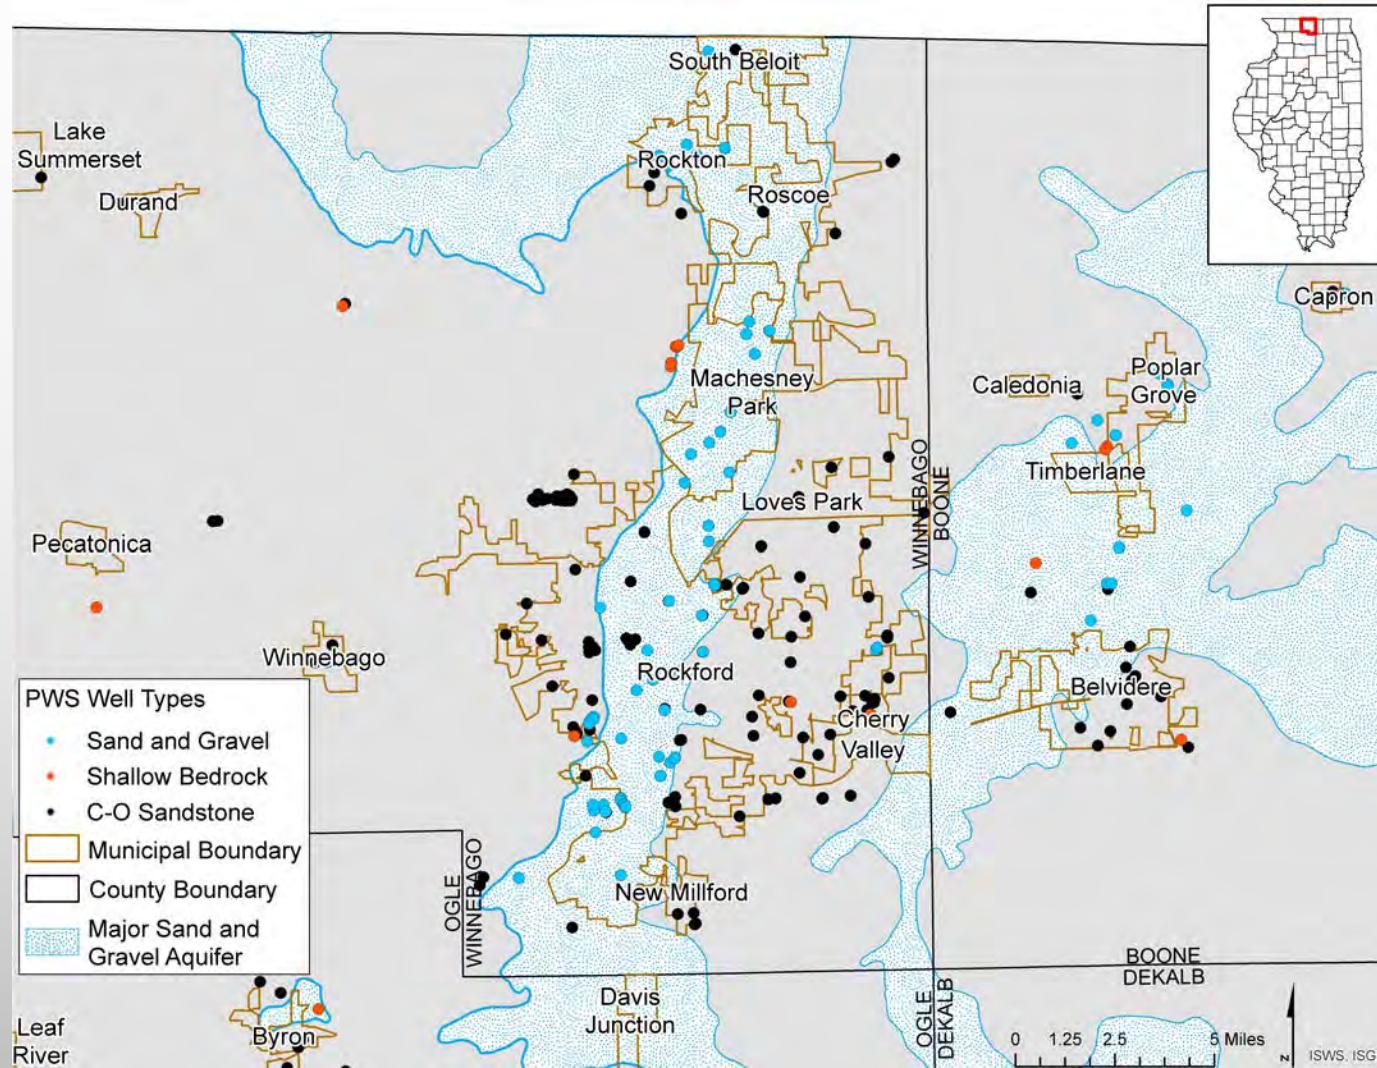 South Beloit
Lake
Summerset
Rockton
Durand
Roscoe
Capron
Machesney
Park
Caledonia
Poplar
Grove
WINNEBAGO
BOONE
Timberlane
Loves Park
Pecatonica
Winnebago
Rockford
Belvidere
Cherry
Valley
PWS Well Types
Sand and Gravel
Shallow Bedrock
C-O Sandstone
Municipal Boundary
County Boundary
Major Sand and
Gravel Aquifer
OGLE
WINNEBAGO
New Millford
BOONE
DEKALB
Davis
Junction
OGLE
DEKALB
Leaf
River
Byron
0 1.25 2.5 5 Miles
N
ISWS. ISG